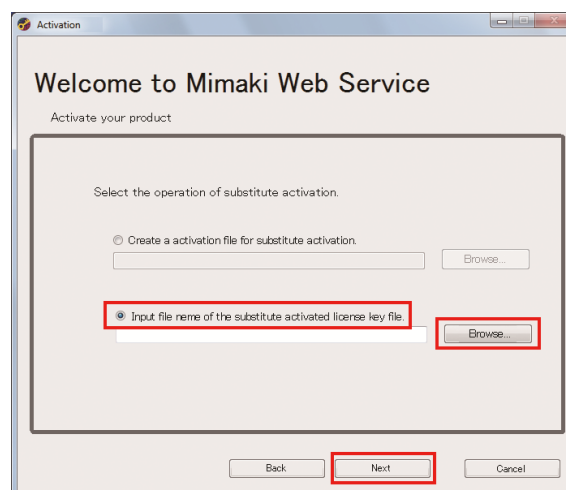 Activation
Welcome to Mimaki Web Service
Activate your product
Select the operation of substitute activation.
Create a activation file for substitute activation.
Browse...
Input file neme of the substitute activated license key file.
Browse...
Back Next Cancel